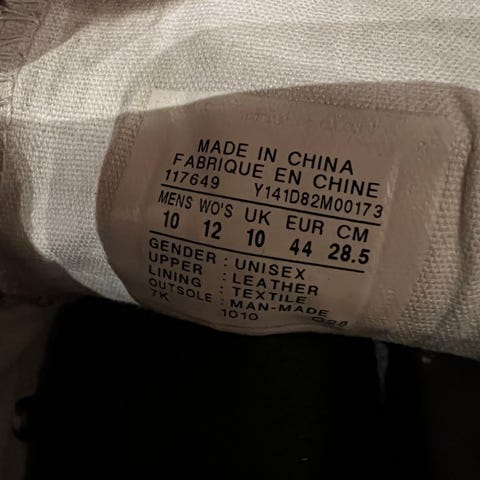 MADE IN CHINA
FABRIQUE EN CHINE
117649 Y141D82M00173
MENS WO'S UK EUR CM
10 12 10 44 28.5
GENDER : UNISEX
UPPER : LEATHER
LINING : TEXTILE
OUTSOLE : MAN-MADE
7K 1010